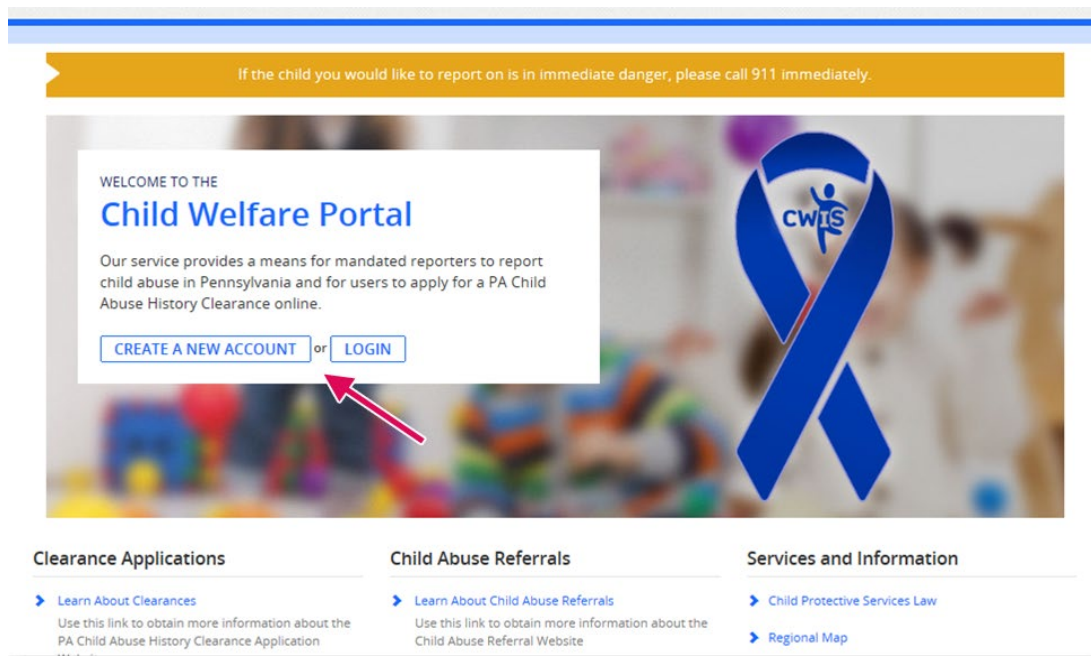 If the child you would like to report on is in immediate danger, please call 911 immediately.
WELCOME TO THE
Child Welfare Portal
Our service provides a means for mandated reporters to report
child abuse in Pennsylvania and for users to apply for a PA Child
Abuse History Clearance online.
CREATE A NEW ACCOUNT or LOGIN
CWIS
Clearance Applications
Learn About Clearances
Use this link to obtain more information about the
PA Child Abuse History Clearance Application
Child Abuse Referrals
Learn About Child Abuse Referrals
Use this link to obtain more information about the
Child Abuse Referral Website
Services and Information
Child Protective Services Law
Regional Map